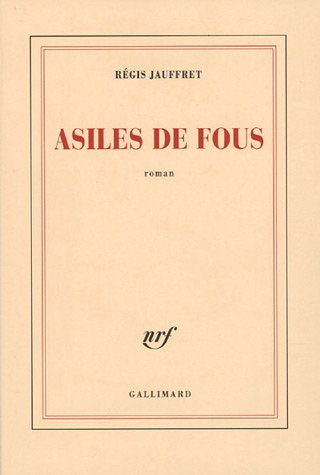 RÉGIS JAUFFRET
ASILES DE FOUS
roman
nrf
GALLIMARD